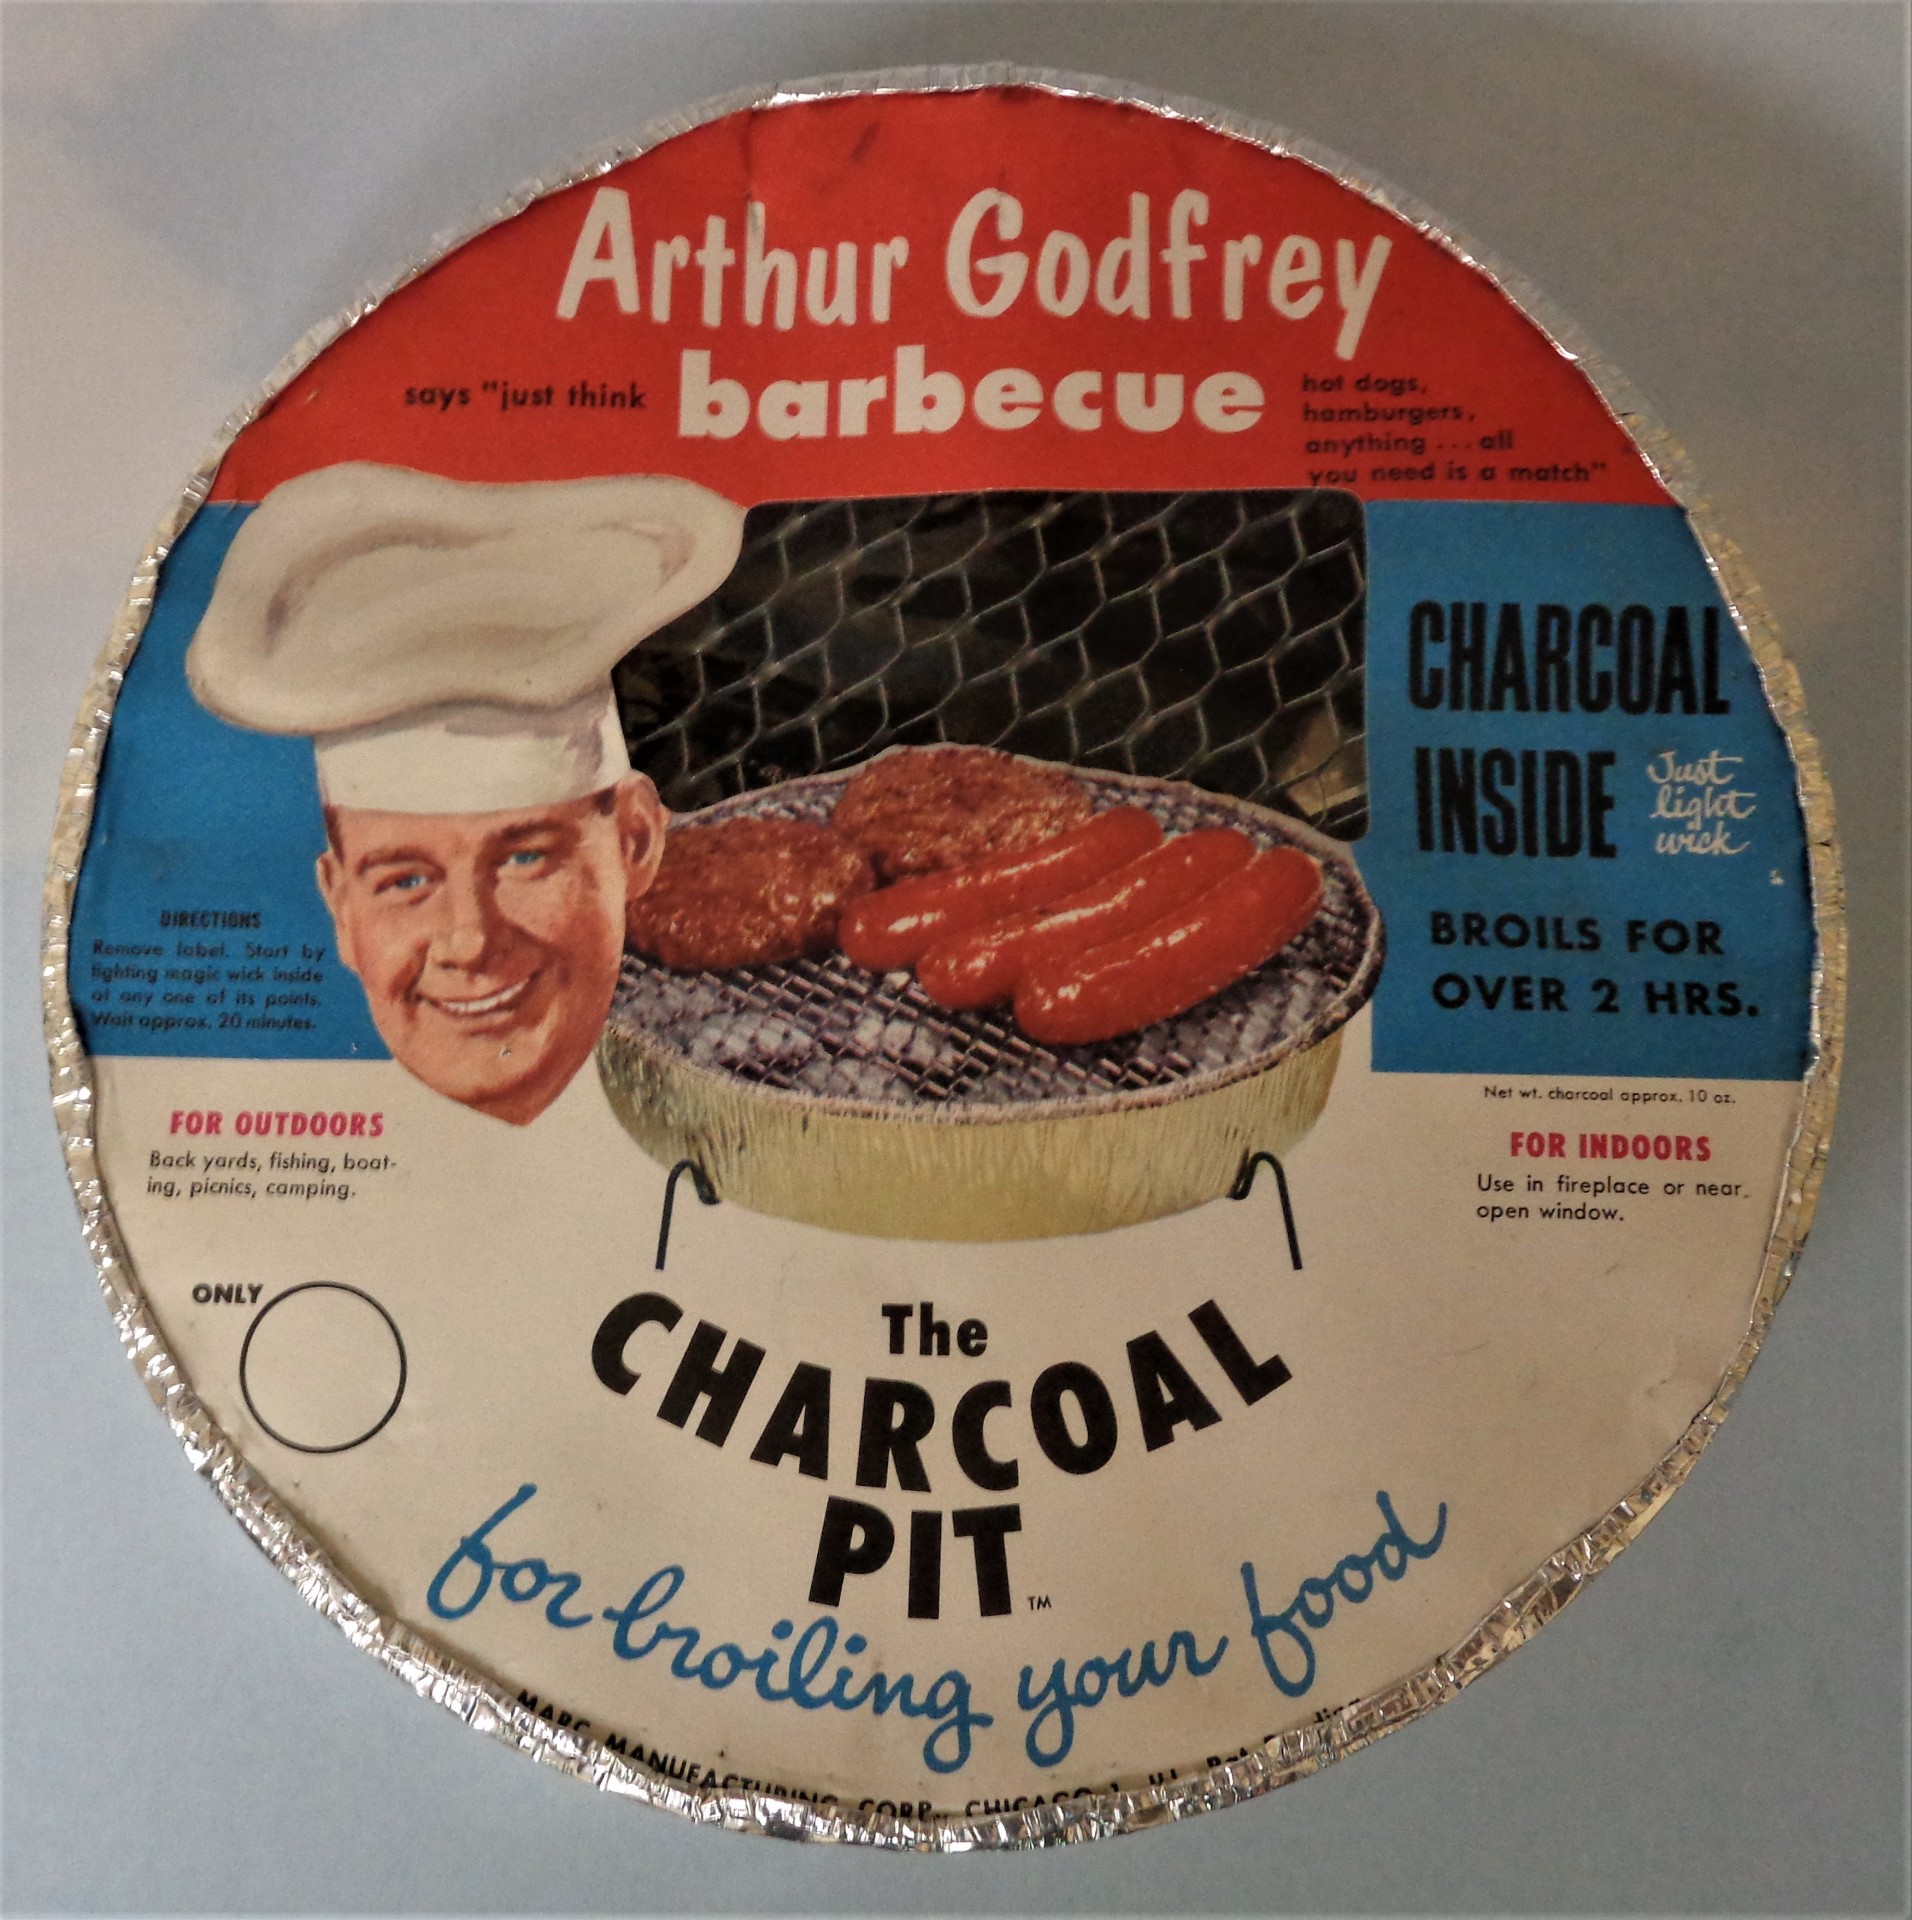 Arthur Godfrey
says "just think
barbecue
hot dogs,
hamburgers,
anything...all
you need is a match"
CHARCOAL
INSIDE
Just
light
wick
BROILS FOR
OVER 2 HRS.
DIRECTIONS
Remove label. Start by
lighting magic wick inside
at any one of its points.
Wait approx. 20 minutes.
Net wt. charcoal approx. 10 oz.
FOR OUTDOORS
Back yards, fishing, boat-
ing, picnics, camping.
FOR INDOORS
Use in fireplace or near
open window.
ONLY
The
CHARCOAL
PIT
TM
for broiling your food
MARC MANUFACTURING CORP., CHICAGO 1, Ill. Pat. Pending